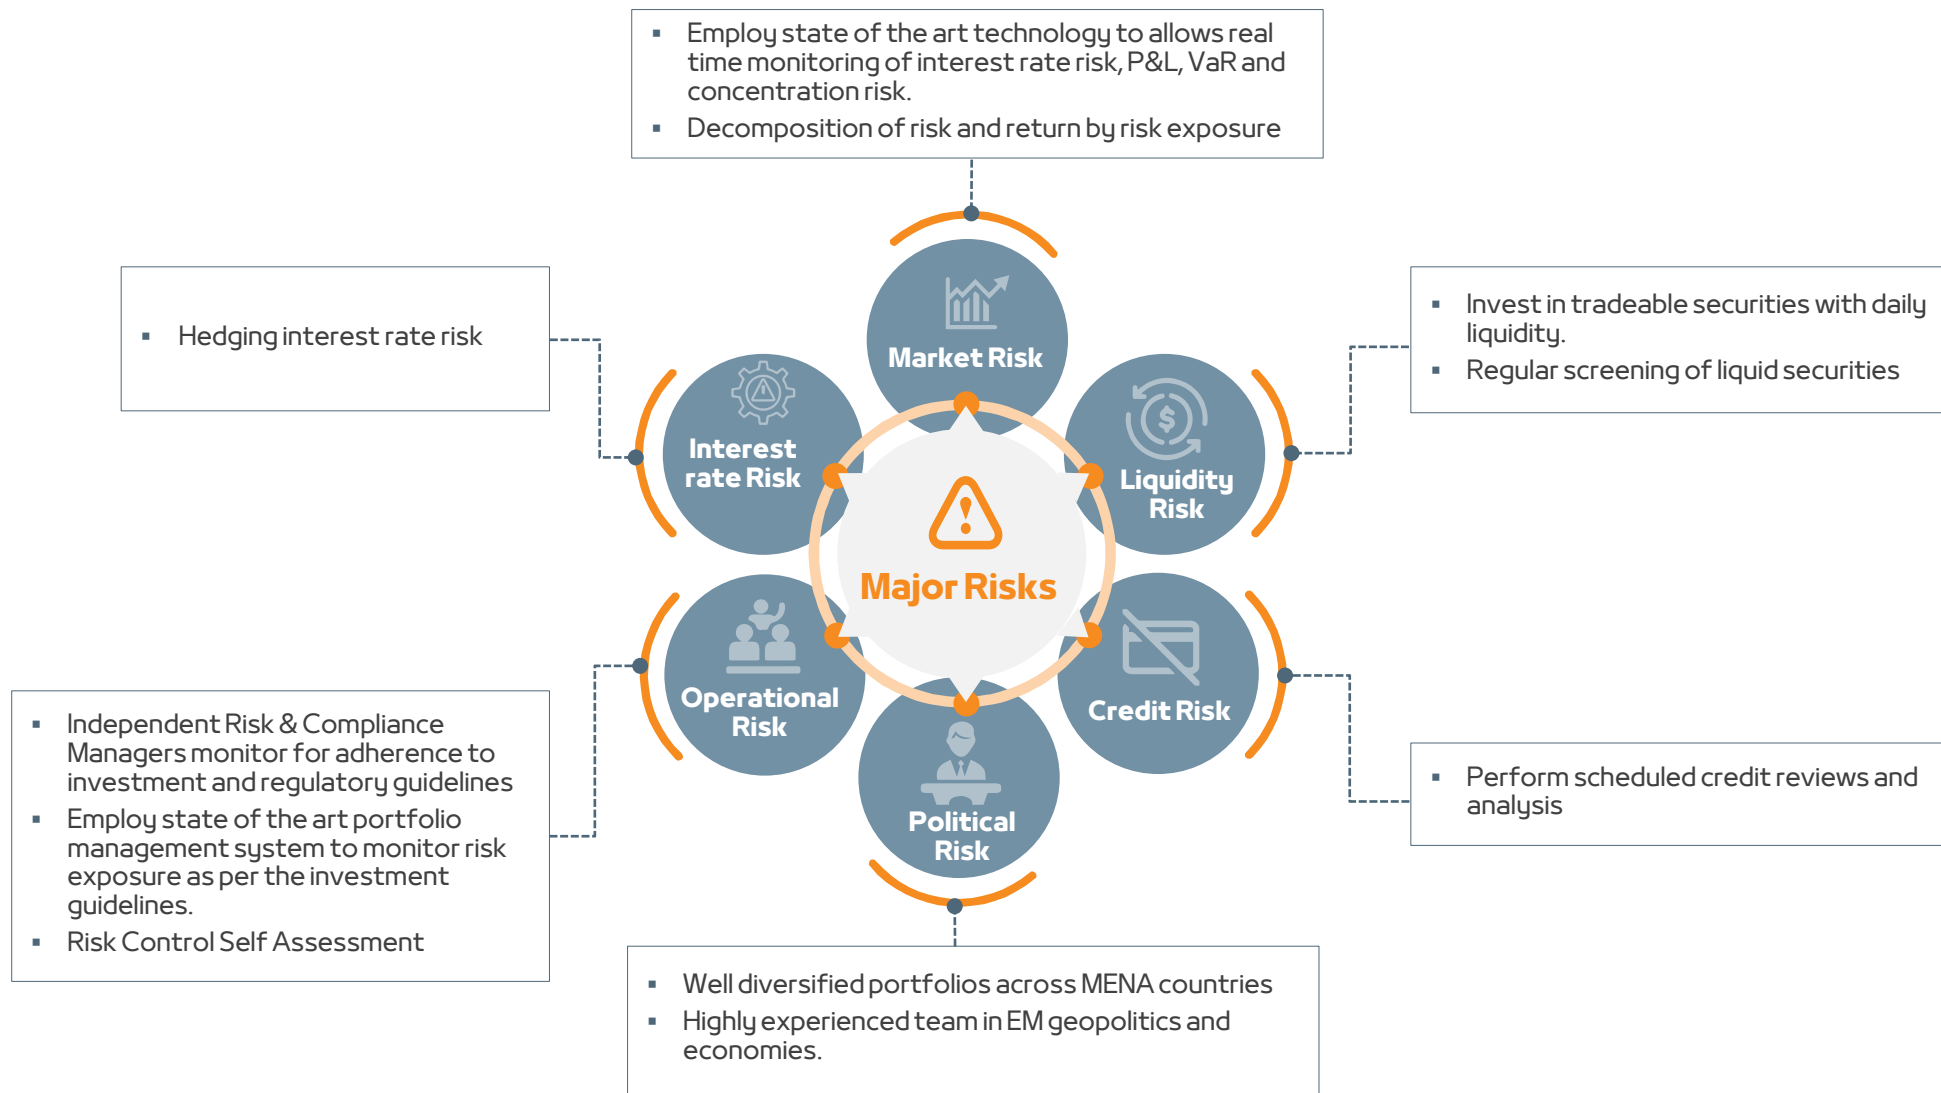 ▪ Employ state of the art technology to allows real
time monitoring of interest rate risk, P&L, VaR and
concentration risk.
▪ Decomposition of risk and return by risk exposure
▪ Hedging interest rate risk
▪ Invest in tradeable securities with daily
liquidity.
▪ Regular screening of liquid securities
Market Risk
Interest
rate Risk
Liquidity
Risk
Major Risks
Operational
Risk
Credit Risk
Political
Risk
▪ Independent Risk & Compliance
Managers monitor for adherence to
investment and regulatory guidelines
▪ Employ state of the art portfolio
management system to monitor risk
exposure as per the investment
guidelines.
▪ Risk Control Self Assessment
▪ Perform scheduled credit reviews and
analysis
▪ Well diversified portfolios across MENA countries
▪ Highly experienced team in EM geopolitics and
economies.